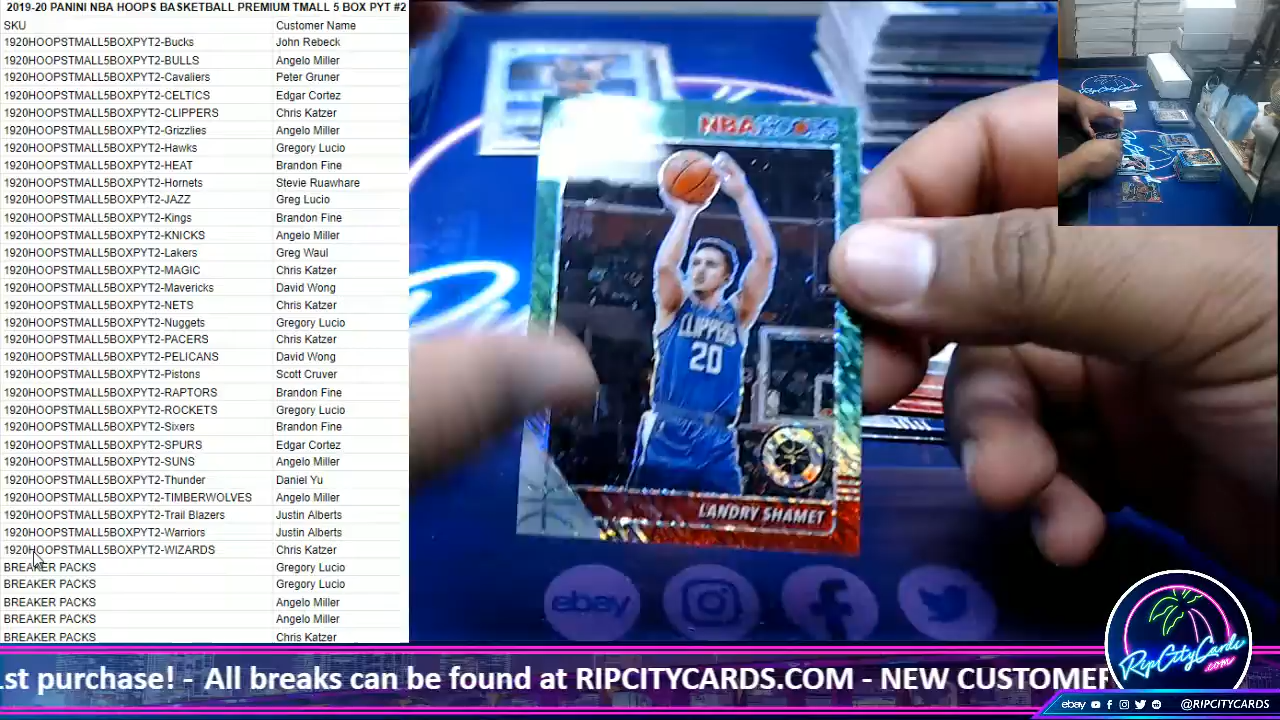 2019-20 PANINI NBA HOOPS BASKETBALL PREMIUM TMALL 5 BOX PYT #2
SKU Customer Name
1920HOOPSTMALL5BOXPYT2-Bucks John Rebeck
1920HOOPSTMALL5BOXPYT2-BULLS Angelo Miller
1920HOOPSTMALL5BOXPYT2-Cavaliers Peter Gruner
1920HOOPSTMALL5BOXPYT2-CELTICS Edgar Cortez
1920HOOPSTMALL5BOXPYT2-CLIPPERS Chris Katzer
1920HOOPSTMALL5BOXPYT2-Grizzlies Angelo Miller
1920HOOPSTMALL5BOXPYT2-Hawks Gregory Lucio
1920HOOPSTMALL5BOXPYT2-HEAT Brandon Fine
1920HOOPSTMALL5BOXPYT2-Hornets Stevie Ruawhare
1920HOOPSTMALL5BOXPYT2-JAZZ Greg Lucio
1920HOOPSTMALL5BOXPYT2-Kings Brandon Fine
1920HOOPSTMALL5BOXPYT2-KNICKS Angelo Miller
1920HOOPSTMALL5BOXPYT2-Lakers Greg Waul
1920HOOPSTMALL5BOXPYT2-MAGIC Chris Katzer
1920HOOPSTMALL5BOXPYT2-Mavericks David Wong
1920HOOPSTMALL5BOXPYT2-NETS Chris Katzer
1920HOOPSTMALL5BOXPYT2-Nuggets Gregory Lucio
1920HOOPSTMALL5BOXPYT2-PACERS Chris Katzer
1920HOOPSTMALL5BOXPYT2-PELICANS David Wong
1920HOOPSTMALL5BOXPYT2-Pistons Scott Cruver
1920HOOPSTMALL5BOXPYT2-RAPTORS Brandon Fine
1920HOOPSTMALL5BOXPYT2-ROCKETS Gregory Lucio
1920HOOPSTMALL5BOXPYT2-Sixers Brandon Fine
1920HOOPSTMALL5BOXPYT2-SPURS Edgar Cortez
1920HOOPSTMALL5BOXPYT2-SUNS Angelo Miller
1920HOOPSTMALL5BOXPYT2-Thunder Daniel Yu
1920HOOPSTMALL5BOXPYT2-TIMBERWOLVES Angelo Miller
1920HOOPSTMALL5BOXPYT2-Trail Blazers Justin Alberts
1920HOOPSTMALL5BOXPYT2-Warriors Justin Alberts
1920HOOPSTMALL5BOXPYT2-WIZARDS Chris Katzer
BREAKER PACKS Gregory Lucio
BREAKER PACKS Gregory Lucio
BREAKER PACKS Angelo Miller
BREAKER PACKS Angelo Miller
BREAKER PACKS Chris Katzer
NBA HOOPS
CLIPPERS
20
LANDRY SHAMET
ebay
1st purchase! - All breaks can be found at RIPCITYCARDS.COM - NEW CUSTOMER
RipCityCards
.com
ebay @RIPCITYCARDS